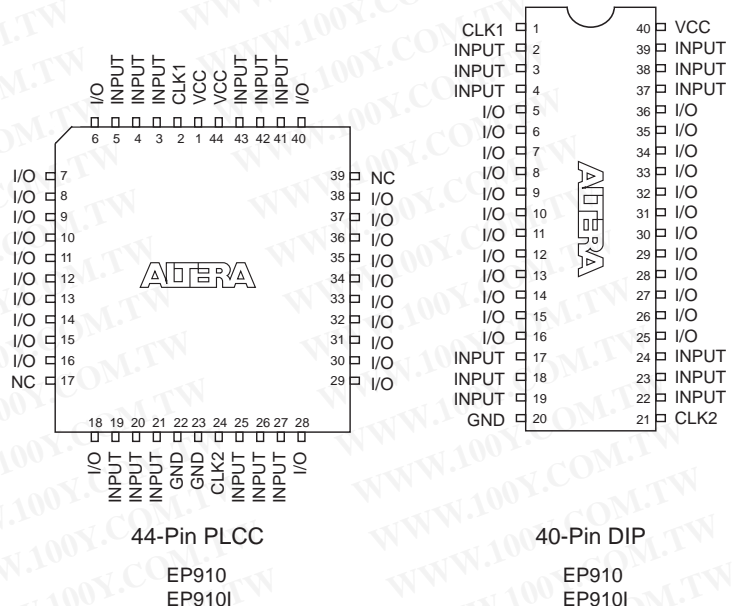 I/O INPUT INPUT INPUT CLK1 VCC VCC INPUT INPUT INPUT I/O
6 5 4 3 2 1 44 43 42 41 40
I/O 7
I/O 8
I/O 9
I/O 10
I/O 11
I/O 12
I/O 13
I/O 14
I/O 15
I/O 16
NC 17
ALTERA
39 NC
38 I/O
37 I/O
36 I/O
35 I/O
34 I/O
33 I/O
32 I/O
31 I/O
30 I/O
29 I/O
18 19 20 21 22 23 24 25 26 27 28
I/O INPUT INPUT INPUT GND GND CLK2 INPUT INPUT INPUT I/O
44-Pin PLCC
EP910
EP910I
CLK1 1 40 VCC
INPUT 2 39 INPUT
INPUT 3 38 INPUT
INPUT 4 37 INPUT
I/O 5 36 I/O
I/O 6 35 I/O
I/O 7 34 I/O
I/O 8 33 I/O
I/O 9 32 I/O
I/O 10 31 I/O
I/O 11 30 I/O
I/O 12 29 I/O
I/O 13 28 I/O
I/O 14 27 I/O
I/O 15 26 I/O
I/O 16 25 I/O
INPUT 17 24 INPUT
INPUT 18 23 INPUT
INPUT 19 22 INPUT
GND 20 21 CLK2
ALTERA
40-Pin DIP
EP910
EP910I
WWW.100Y.COM.TW